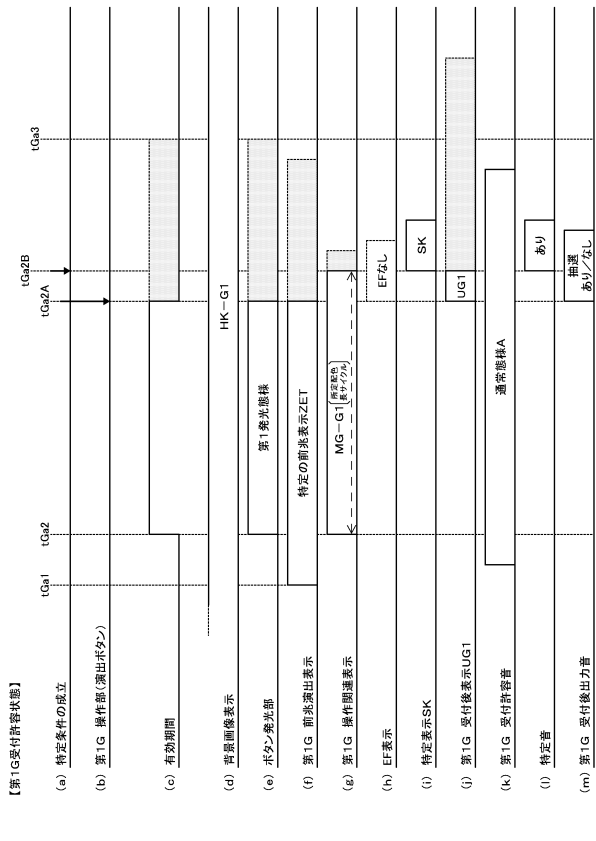 【第1G受付許容状態】
tGa1
tGa2
tGa2A
tGa2B
tGa3
(a) 特定条件の成立
(b) 第1G 操作部(演出ボタン)
(c) 有効期間
(d) 背景画像表示
HK-G1
(e) ボタン発光部
第1発光態様
(f) 第1G 前兆演出表示
特定の前兆表示ZET
(g) 第1G 操作関連表示
MG-G1
所定配色
長サイクル
(h) EF表示
EFなし
(i) 特定表示SK
SK
(j) 第1G 受付後表示UG1
UG1
(k) 第1G 受付許容音
通常態様A
(l) 特定音
あり
(m) 第1G 受付後出力音
抽選
あり/なし